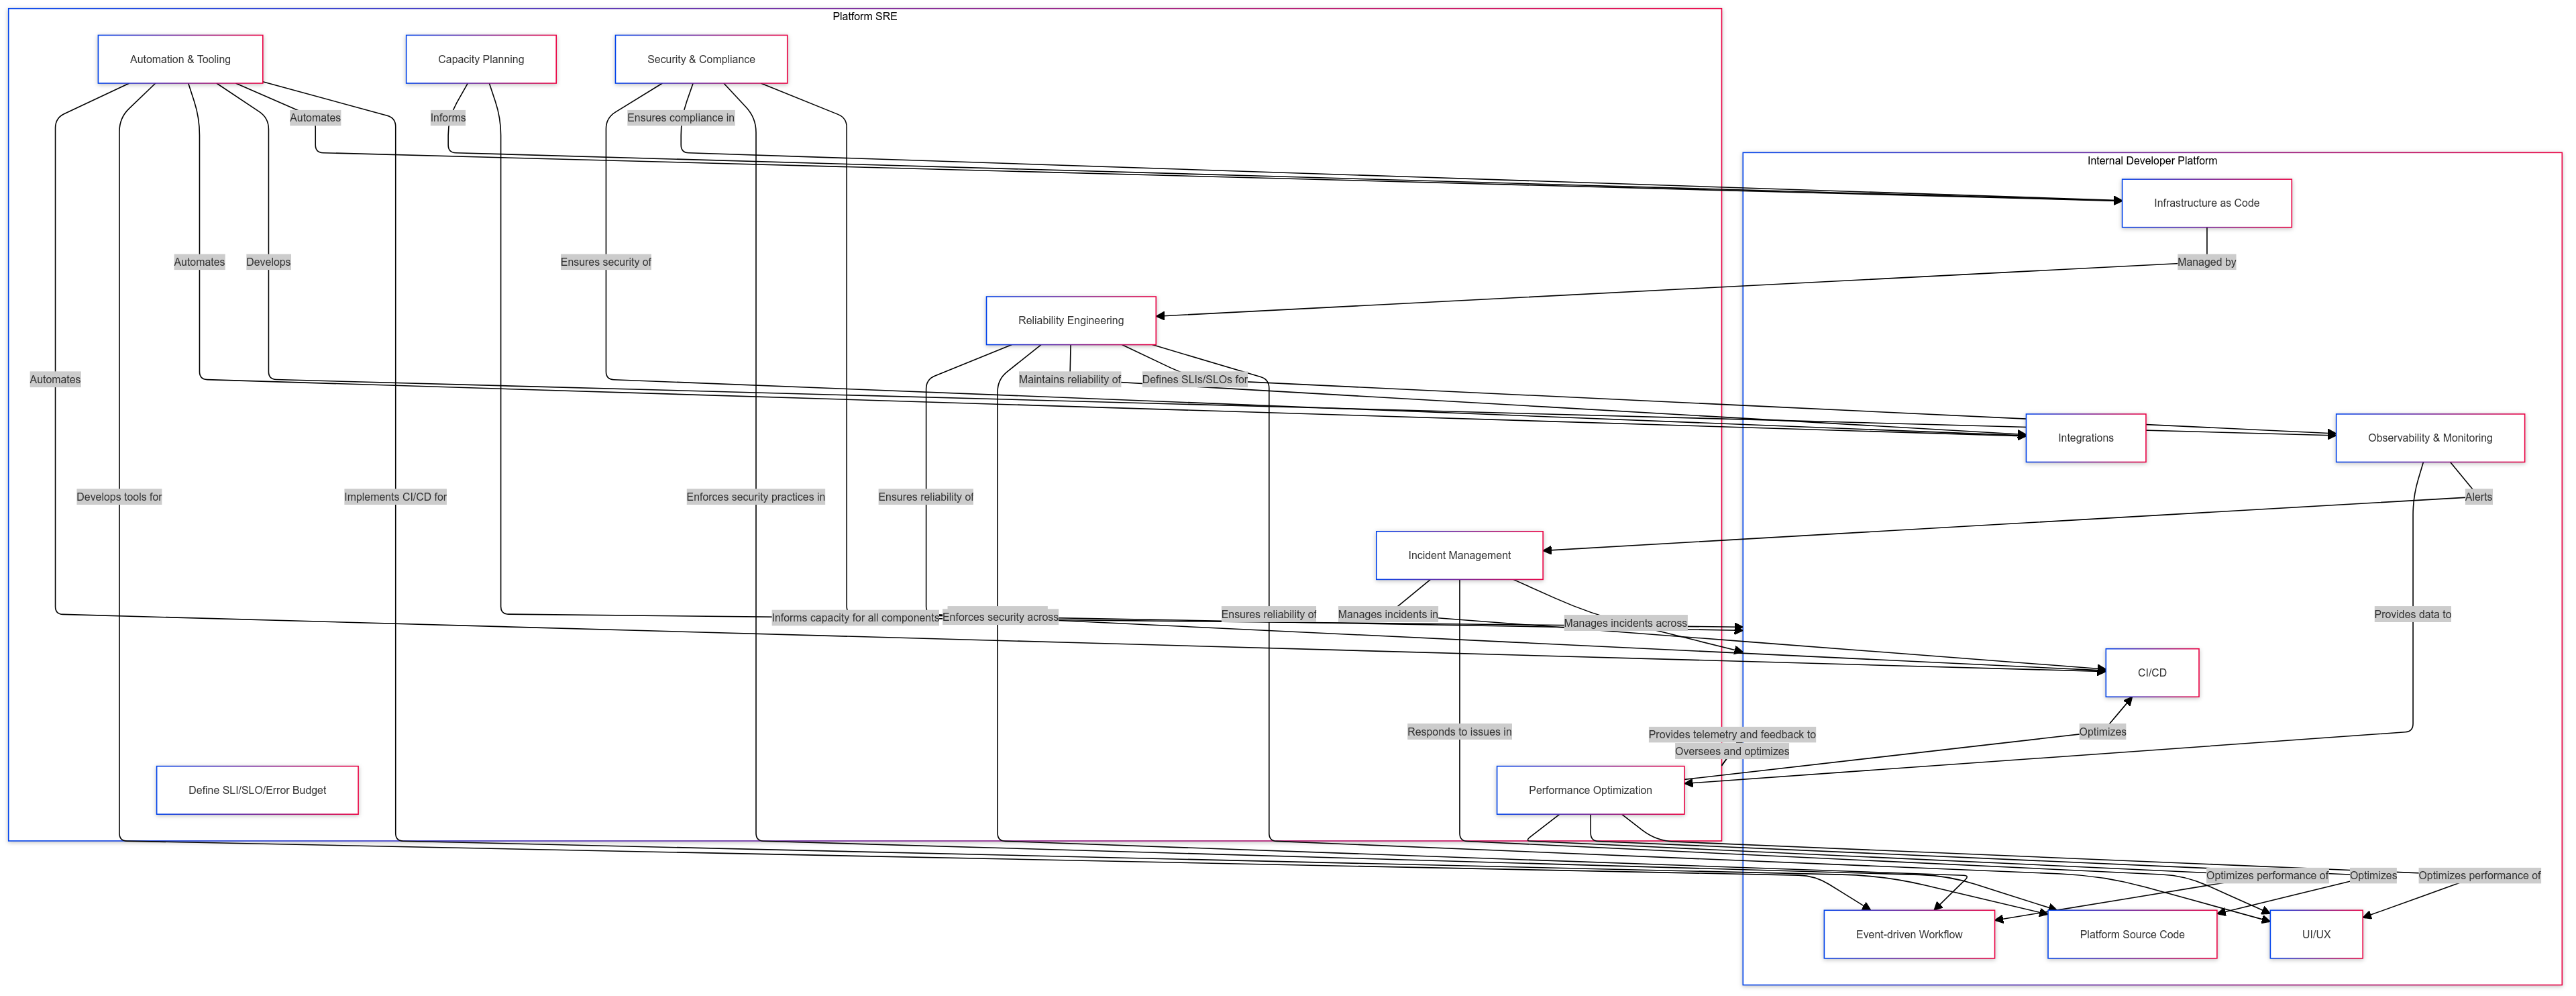 Platform SRE
Automation & Tooling
Capacity Planning
Security & Compliance
Automates
Informs
Ensures compliance in
Internal Developer Platform
Infrastructure as Code
Automates
Develops
Ensures security of
Managed by
Reliability Engineering
Automates
Maintains reliability of
Defines SLIs/SLOs for
Integrations
Observability & Monitoring
Develops tools for
Implements CI/CD for
Enforces security practices in
Ensures reliability of
Alerts
Incident Management
Informs capacity for all components
Enforces security across
Ensures reliability of
Manages incidents in
Manages incidents across
Provides data to
CI/CD
Responds to issues in
Provides telemetry and feedback to
Oversees and optimizes
Optimizes
Define SLI/SLO/Error Budget
Performance Optimization
Optimizes performance of
Optimizes
Optimizes performance of
Event-driven Workflow
Platform Source Code
UI/UX